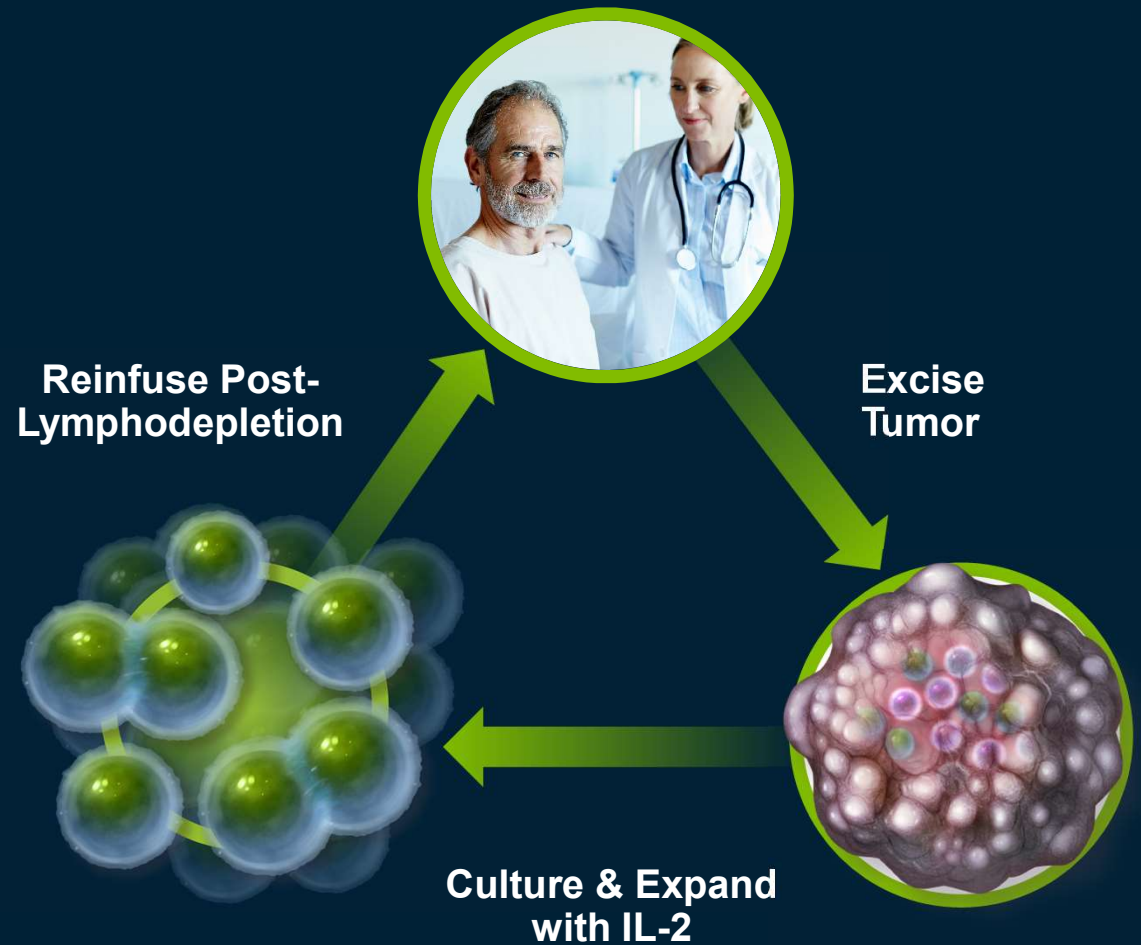 Excise
Tumor
Culture & Expand
with IL-2
Reinfuse Post-
Lymphodepletion